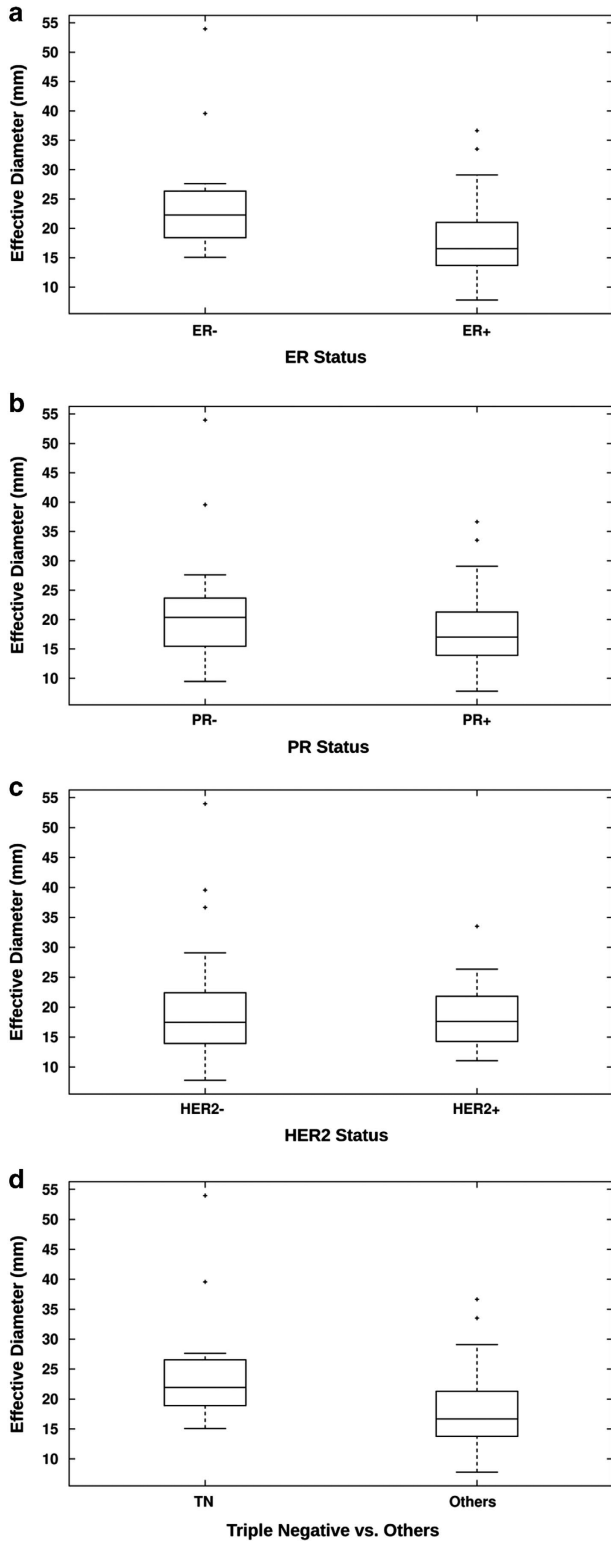 a
Effective Diameter (mm)
55
50
45
40
35
30
25
20
15
10
ER- ER+
ER Status
b
Effective Diameter (mm)
55
50
45
40
35
30
25
20
15
10
PR- PR+
PR Status
c
Effective Diameter (mm)
55
50
45
40
35
30
25
20
15
10
HER2- HER2+
HER2 Status
d
Effective Diameter (mm)
55
50
45
40
35
30
25
20
15
10
TN Others
Triple Negative vs. Others